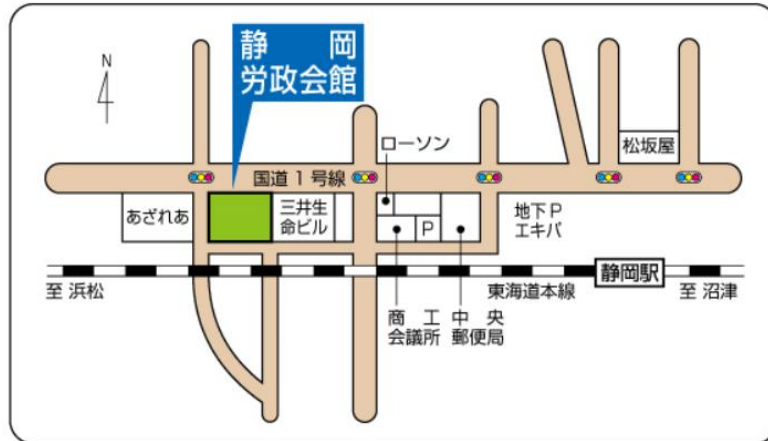 静岡
労政会館
N
ローソン
松坂屋
国道1号線
あざれあ
三井生
命ビル
P
地下P
エキパ
至 浜松
東海道本線
静岡駅
至 沼津
商工
会議所
中央
郵便局